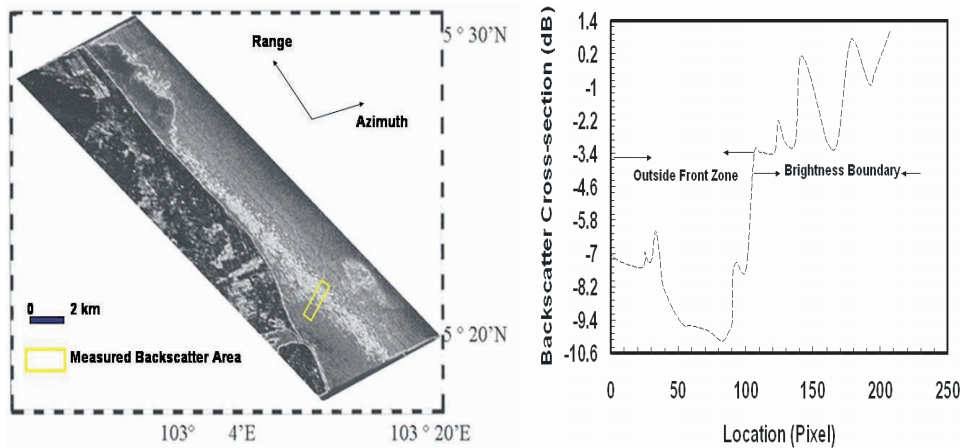 Range
Azimuth
5 ° 30’N
0 2 km
Measured Backscatter Area
5 ° 20’N
103° 4’E 103 ° 20’E
Backscatter Cross-section (dB)
1.4
0.2
-1
-2.2
-3.4
-4.6
-5.8
-7
-8.2
-9.4
-10.6
Outside Front Zone
Brightness Boundary
0 50 100 150 200 250
Location (Pixel)